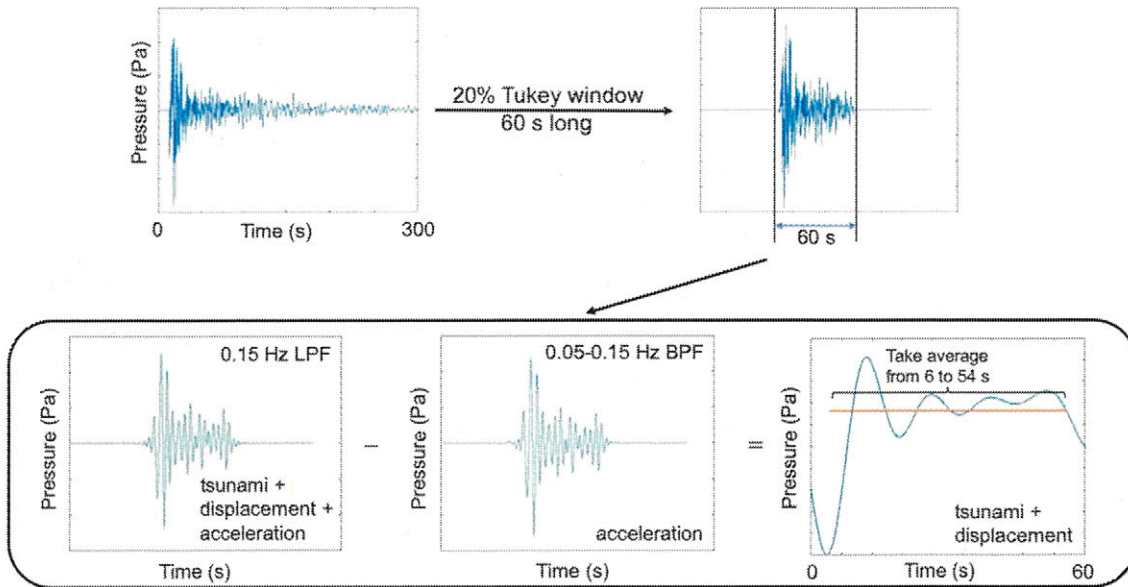 Pressure (Pa)
0
Time (s)
300
20% Tukey window
60 s long
60 s
Pressure (Pa)
0.15 Hz LPF
tsunami +
displacement +
acceleration
Time (s)
–
Pressure (Pa)
0.05-0.15 Hz BPF
acceleration
Time (s)
=
Pressure (Pa)
Take average
from 6 to 54 s
tsunami +
displacement
0
Time (s)
60